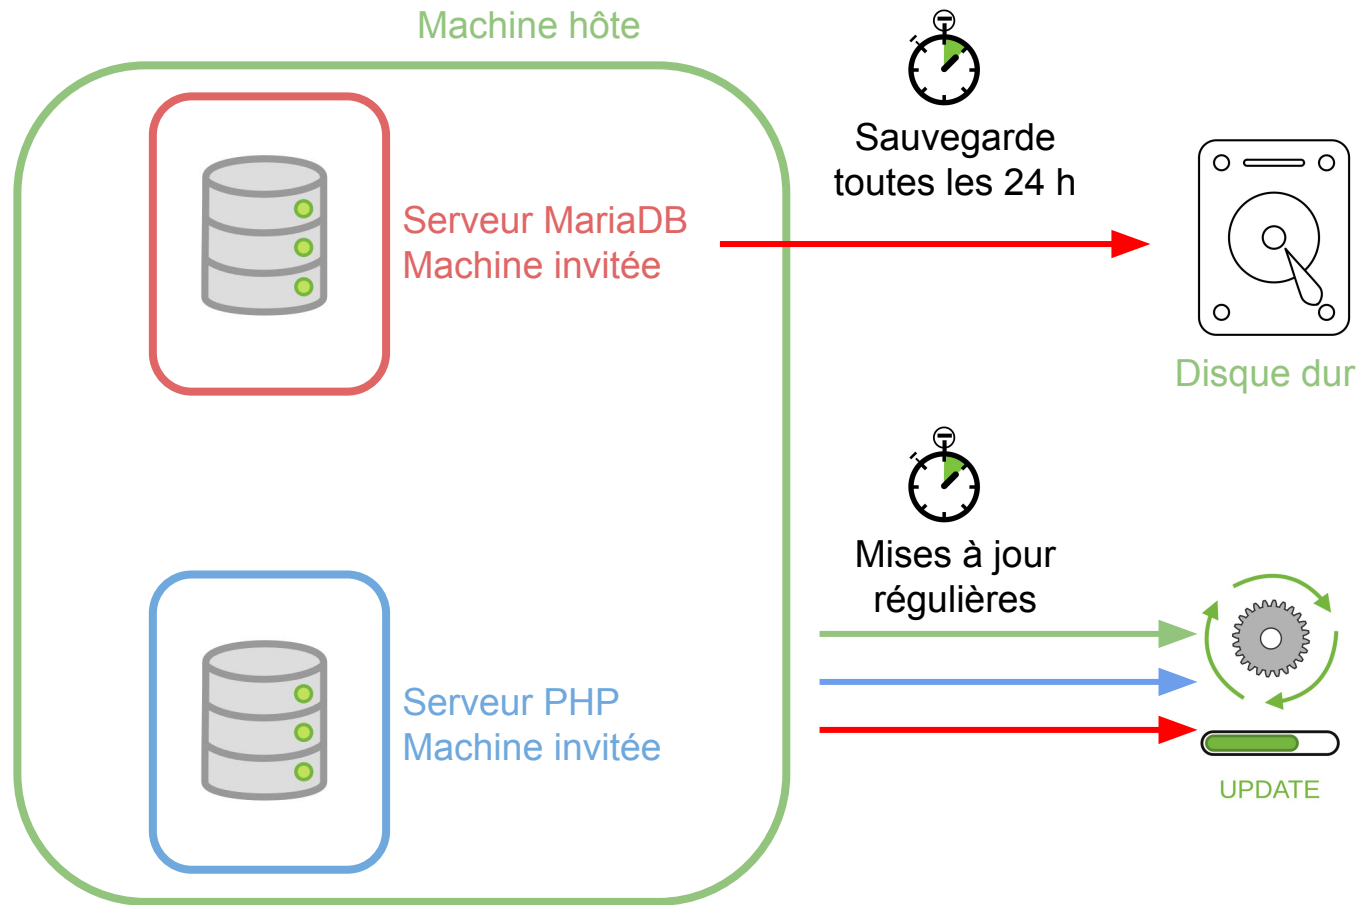 Machine hôte
Sauvegarde
toutes les 24 h
Serveur MariaDB
Machine invitée
Disque dur
Mises à jour
régulières
Serveur PHP
Machine invitée
UPDATE